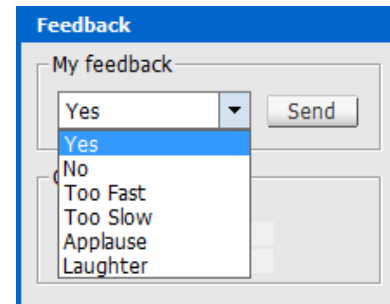 Feedback
My feedback
Yes
Send
Yes
No
Too Fast
Too Slow
Applause
Laughter